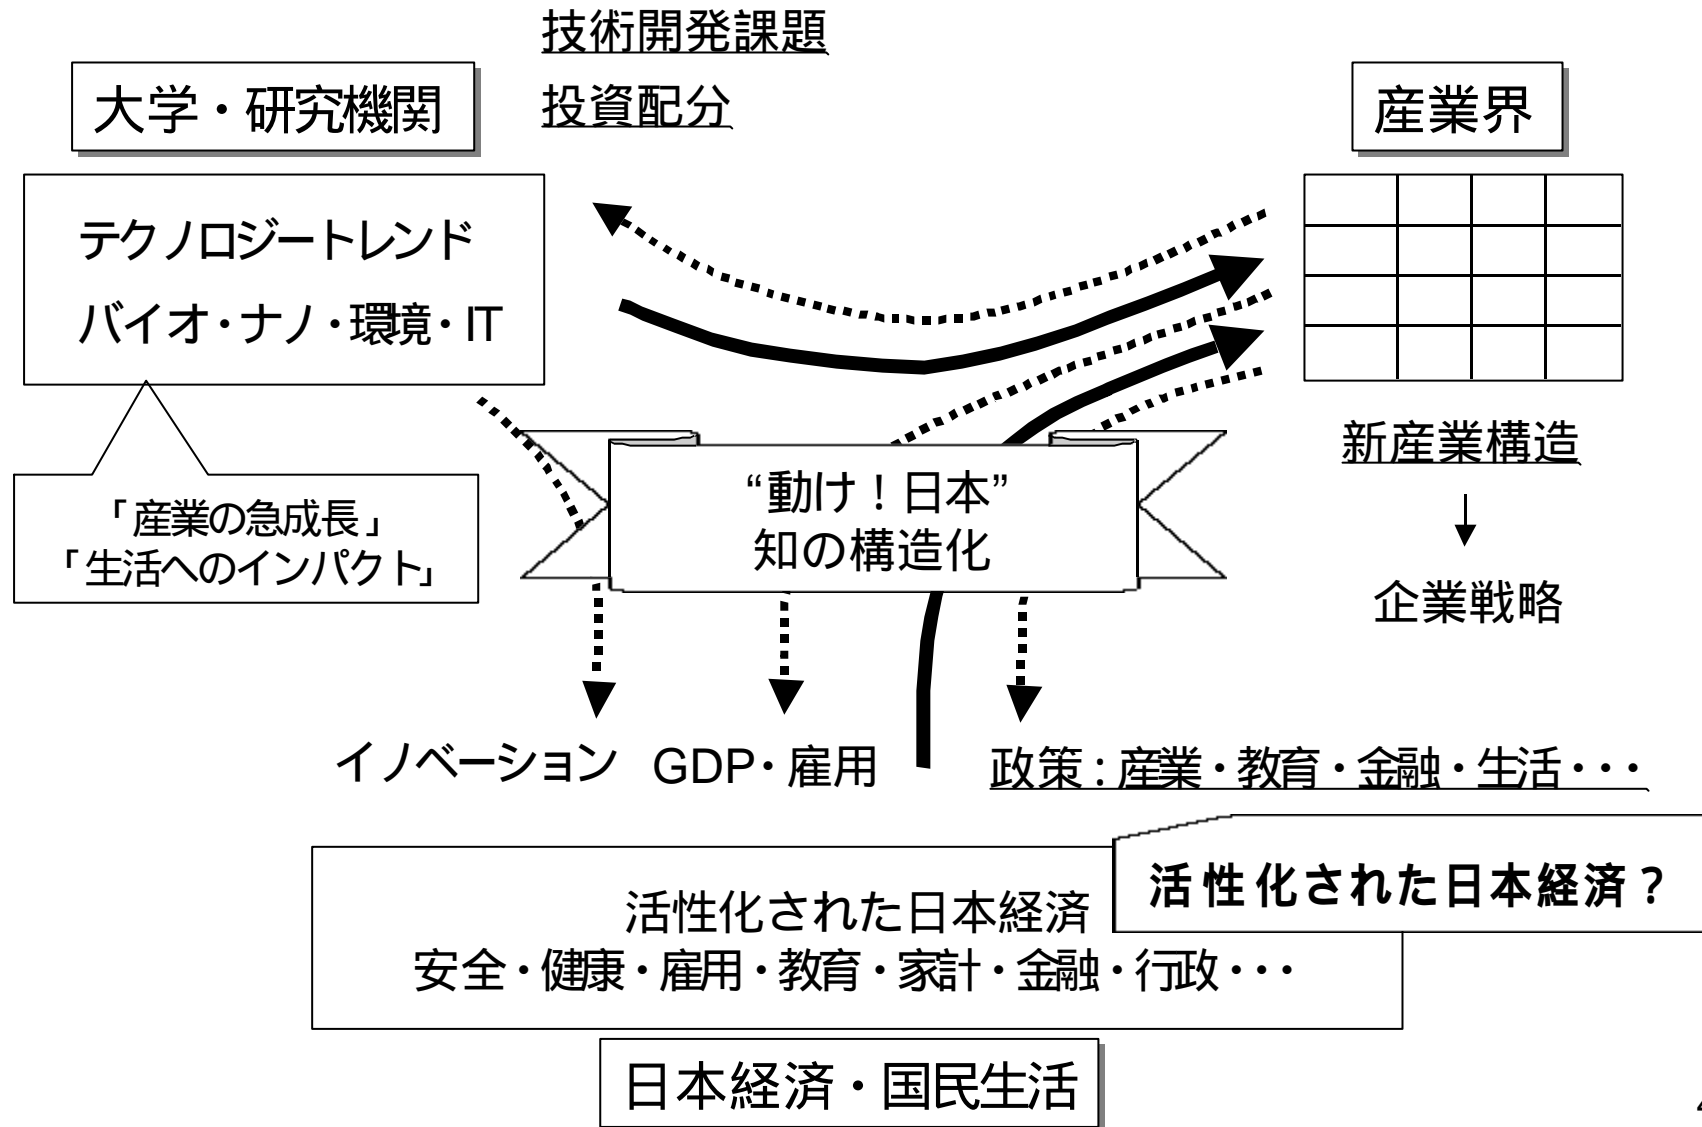 技術開発課題
投資配分
大学・研究機関
産業界
テクノロジートレンド
バイオ・ナノ・環境・IT
「産業の急成長」
「生活へのインパクト」
“動け！日本”
知の構造化
新産業構造
企業戦略
イノベーション
GDP・雇用
政策：産業・教育・金融・生活・・・
活性化された日本経済？
活性化された日本経済
安全・健康・雇用・教育・家計・金融・行政・・・
日本経済・国民生活